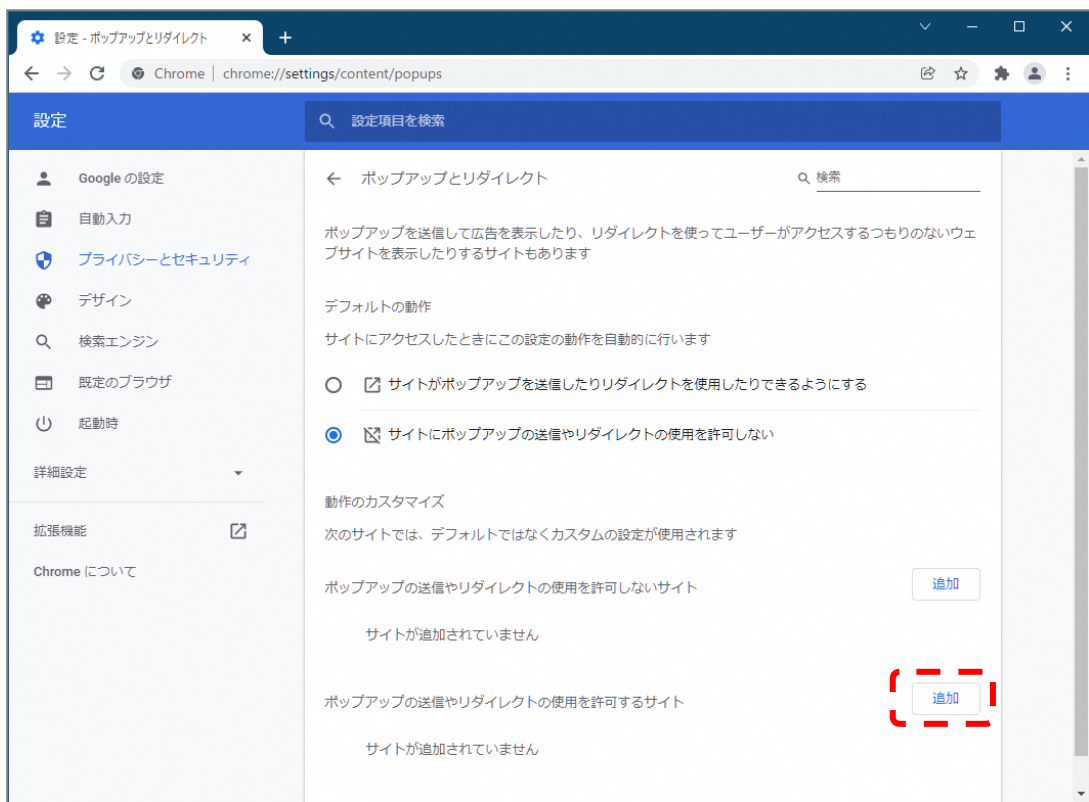 設定 - ポップアップとリダイレクト
Chrome | chrome://settings/content/popups
設定
設定項目を検索
Google の設定
自動入力
プライバシーとセキュリティ
デザイン
検索エンジン
既定のブラウザ
起動時
詳細設定
拡張機能
Chrome について
ポップアップとリダイレクト
検索
ポップアップを送信して広告を表示したり、リダイレクトを使ってユーザーがアクセスするつもりのないウェ
ブサイトを表示したりするサイトもあります
デフォルトの動作
サイトにアクセスしたときにこの設定の動作を自動的に行います
サイトがポップアップを送信したりリダイレクトを使用したりできるようにする
サイトにポップアップの送信やリダイレクトの使用を許可しない
動作のカスタマイズ
次のサイトでは、デフォルトではなくカスタムの設定が使用されます
ポップアップの送信やリダイレクトの使用を許可しないサイト
追加
サイトが追加されていません
ポップアップの送信やリダイレクトの使用を許可するサイト
追加
サイトが追加されていません